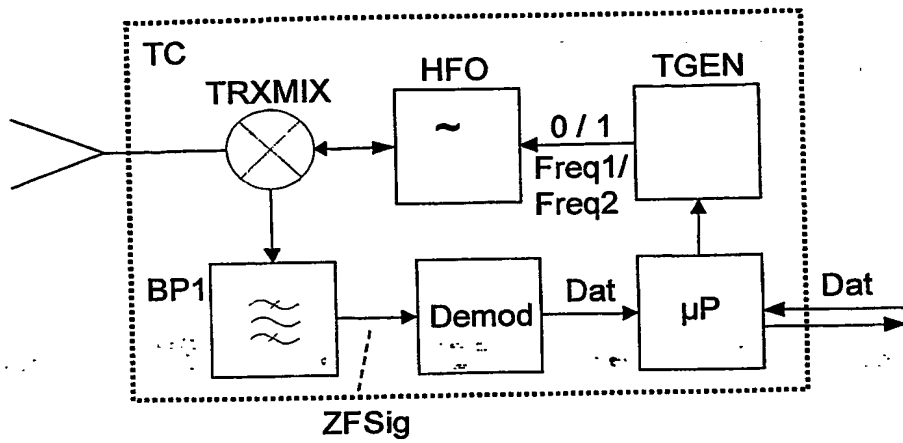 TC
TRXMIX
HFO
TGEN
~
0 / 1
Freq1/
Freq2
BP1
Demod
Dat
µP
Dat
ZFSig